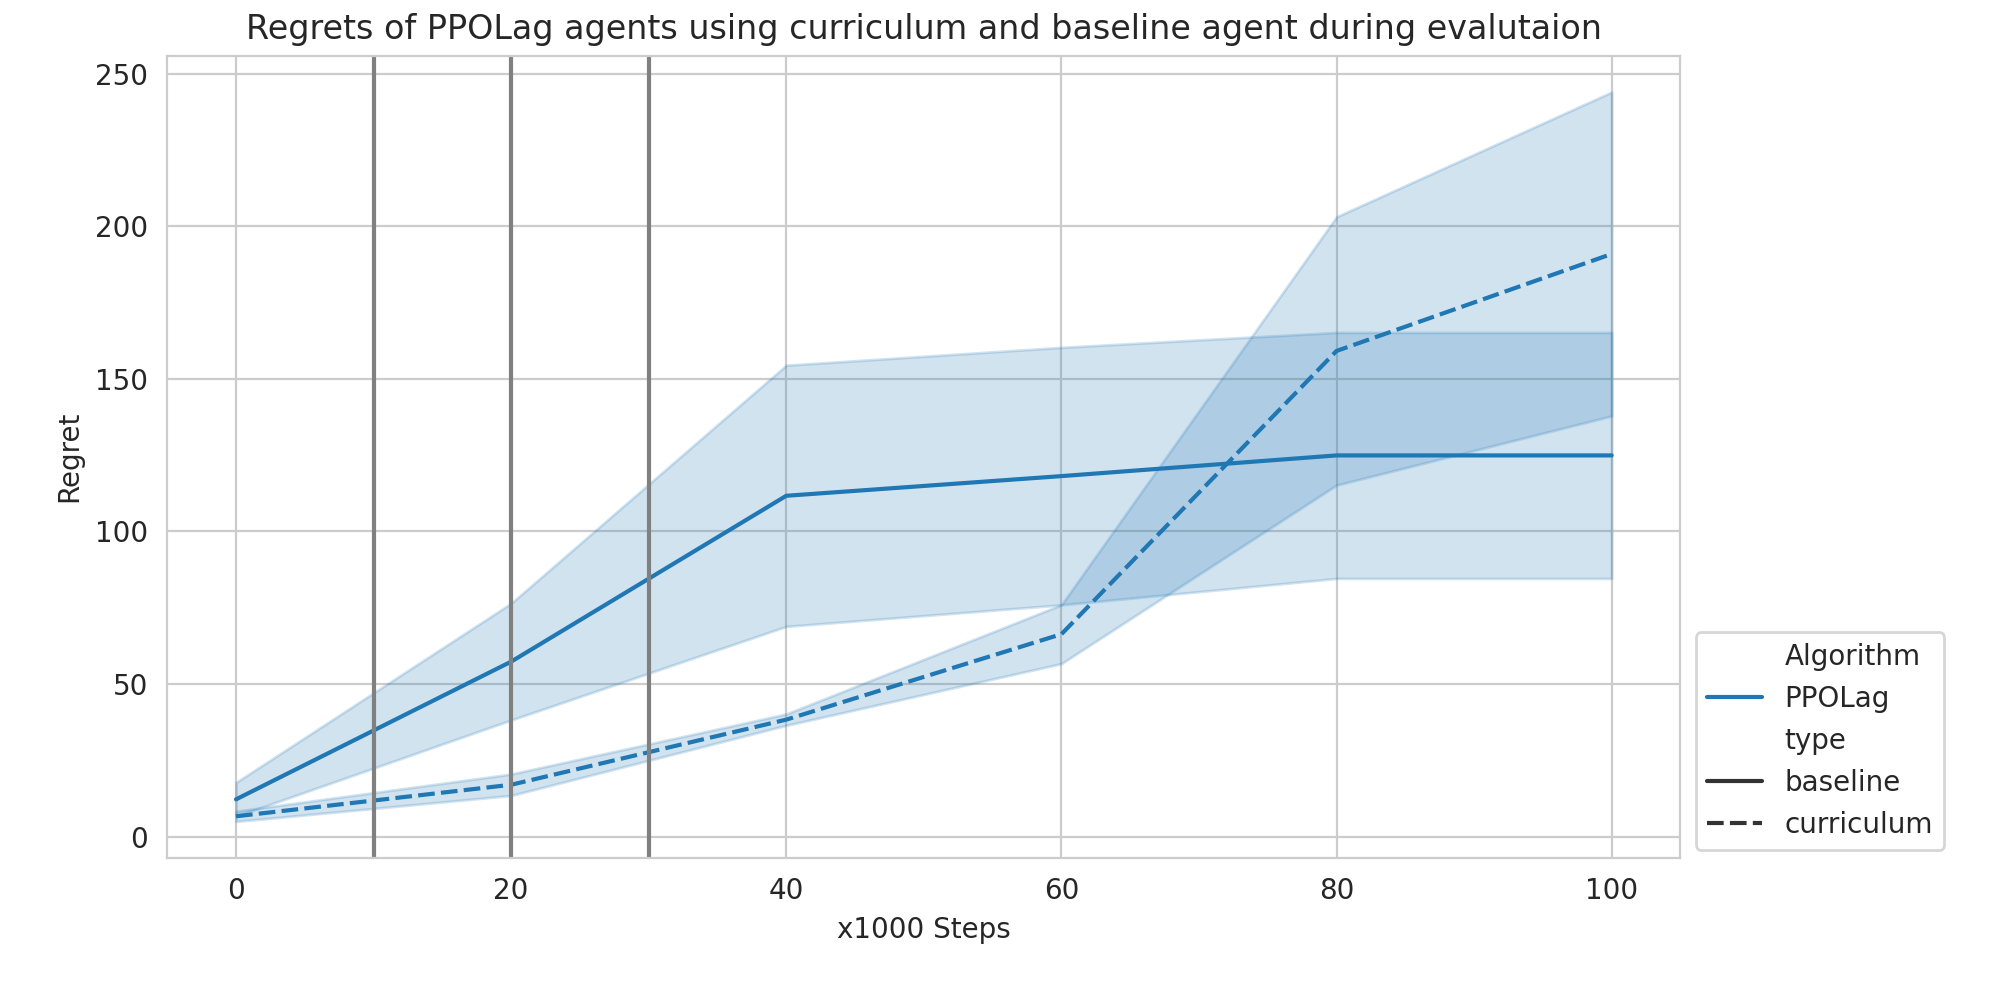 Regrets of PPOLag agents using curriculum and baseline agent during evalutaion
250
200
150
100
50
0
Regret
0 20 40 60 80 100
x1000 Steps
Algorithm
PPOLag
type
baseline
curriculum